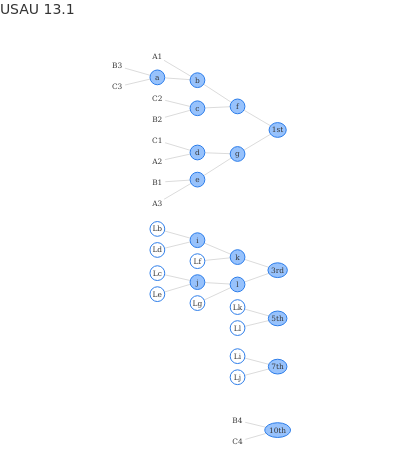 USAU 13.1
A1
B3
a
b
C3
C2
f
c
B2
1st
C1
d
g
A2
B1
e
A3
Lb
i
Ld
k
Lf
3rd
Lc
j
l
Le
Lg
Lk
5th
Ll
Li
7th
Lj
B4
10th
C4